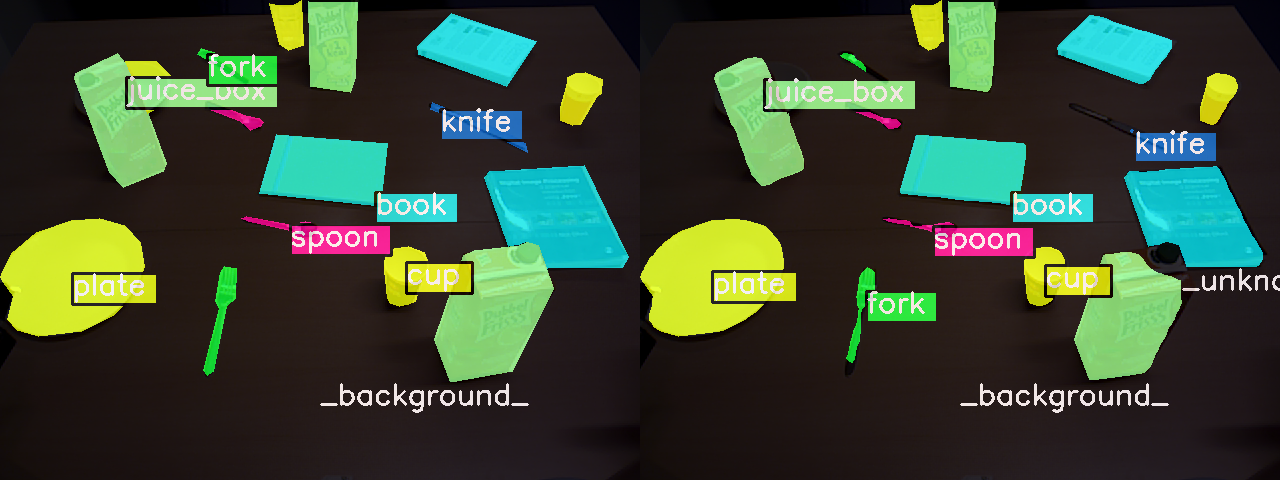 fork
juice_box
knife
book
spoon
cup
plate
_background_
juice_box
knife
book
spoon
cup
_unkno
plate
fork
_background_